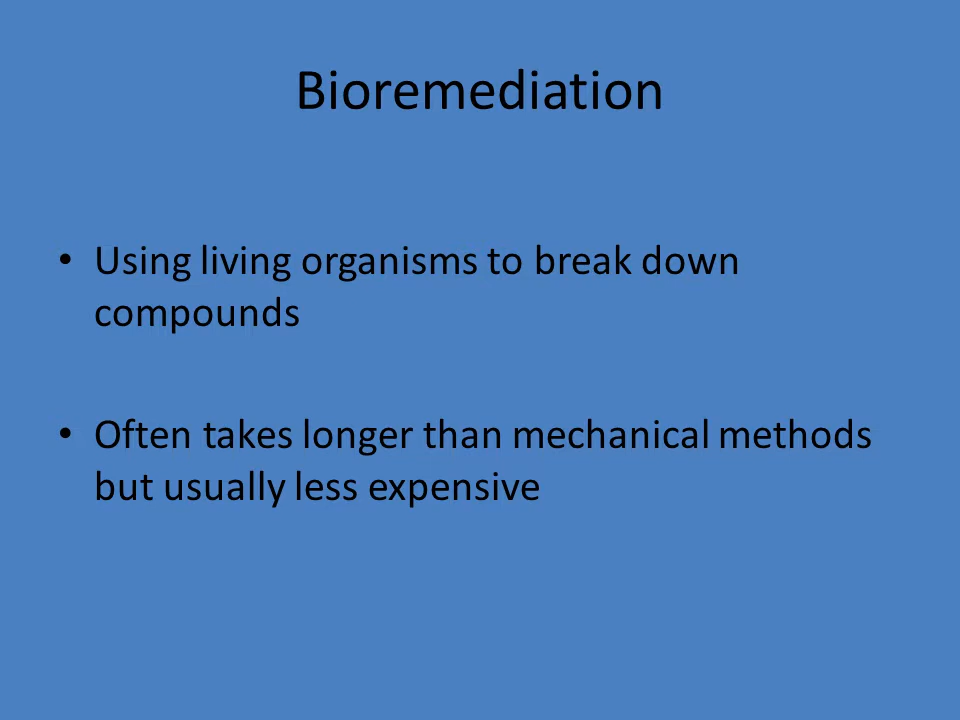 Bioremediation
• Using living organisms to break down
compounds
• Often takes longer than mechanical methods
but usually less expensive